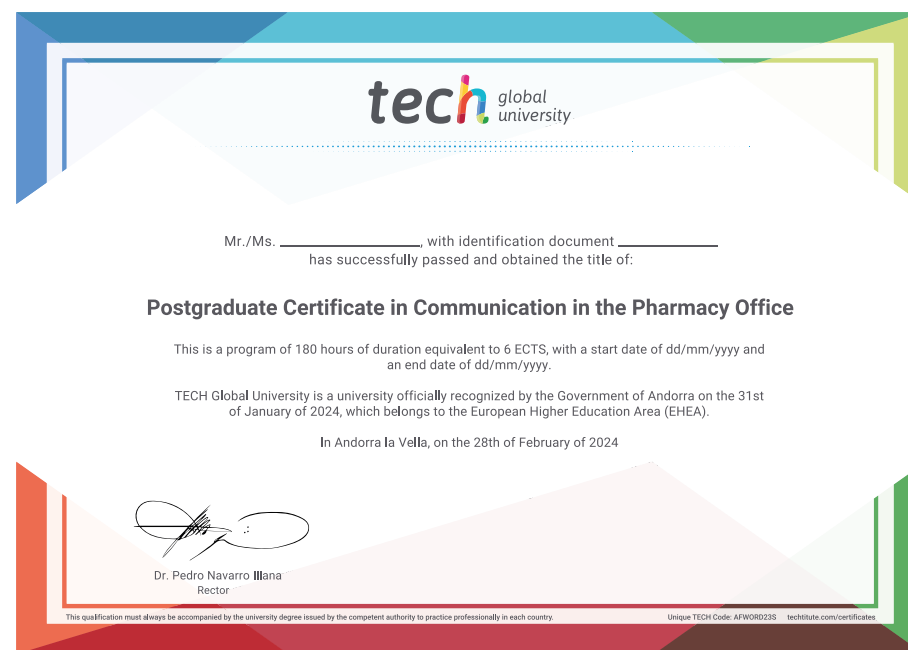 tech global university
Mr./Ms. ____________________, with identification document ______________
has successfully passed and obtained the title of:
Postgraduate Certificate in Communication in the Pharmacy Office
This is a program of 180 hours of duration equivalent to 6 ECTS, with a start date of dd/mm/yyyy and
an end date of dd/mm/yyyy.
TECH Global University is a university officially recognized by the Government of Andorra on the 31st
of January of 2024, which belongs to the European Higher Education Area (EHEA).
In Andorra la Vella, on the 28th of February of 2024
Dr. Pedro Navarro Illana
Rector
This qualification must always be accompanied by the university degree issued by the competent authority to practice professionally in each country.
Unique TECH Code: AFWORD23S techtitute.com/certificates